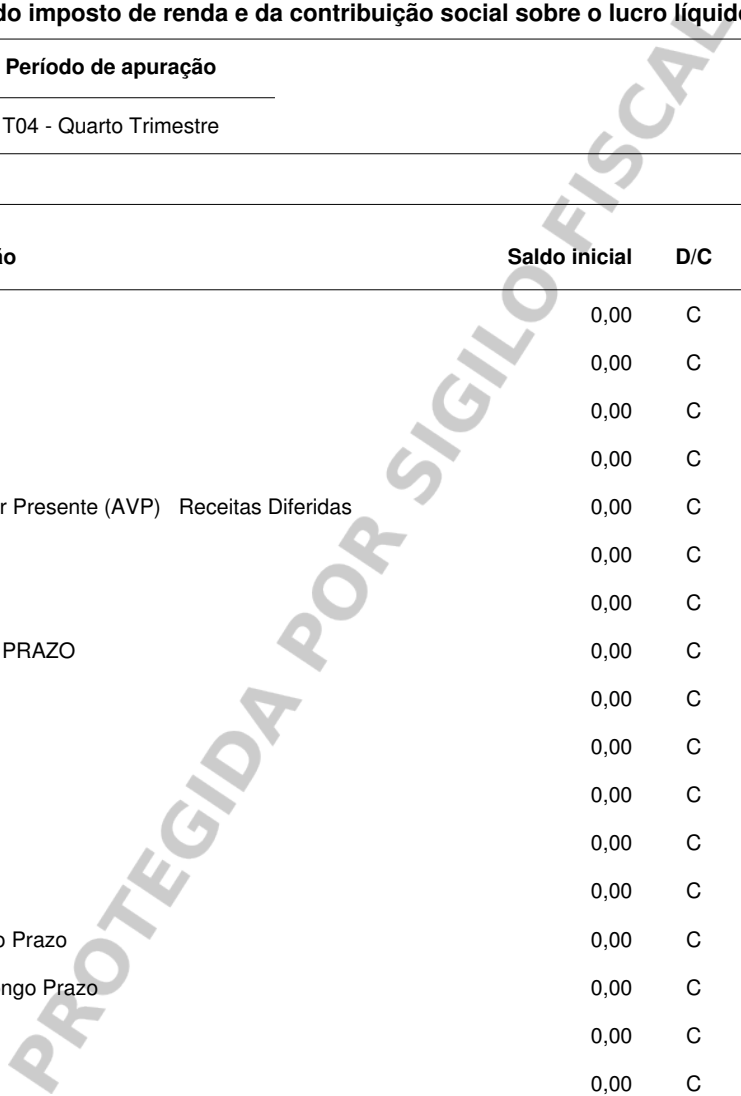 do imposto de renda e da contribuição social sobre o lucro líquido
Período de apuração
T04 - Quarto Trimestre
ão Saldo inicial D/C
0,00 C
0,00 C
0,00 C
0,00 C
r Presente (AVP) Receitas Diferidas 0,00 C
0,00 C
0,00 C
PRAZO 0,00 C
0,00 C
0,00 C
0,00 C
0,00 C
0,00 C
o Prazo 0,00 C
ngo Prazo 0,00 C
0,00 C
0,00 C
PROTEGIDA POR SIGILO FISCAL